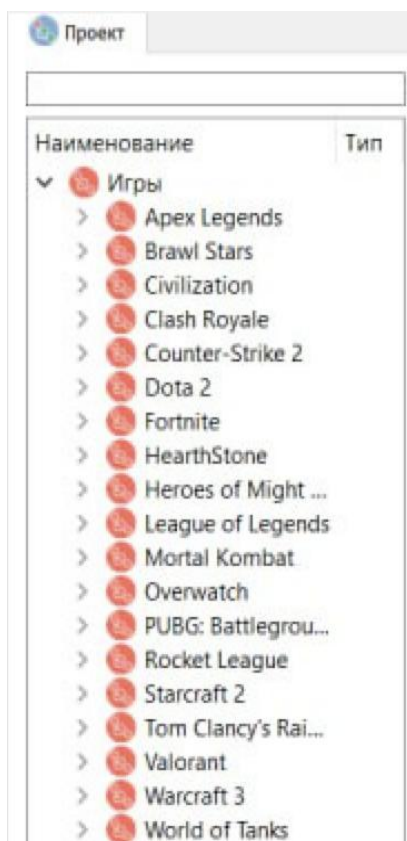 Проект
Наименование Тип
Игры
Apex Legends
Brawl Stars
Civilization
Clash Royale
Counter-Strike 2
Dota 2
Fortnite
HearthStone
Heroes of Might ...
League of Legends
Mortal Kombat
Overwatch
PUBG: Battlegrou...
Rocket League
Starcraft 2
Tom Clancy's Rai...
Valorant
Warcraft 3
World of Tanks